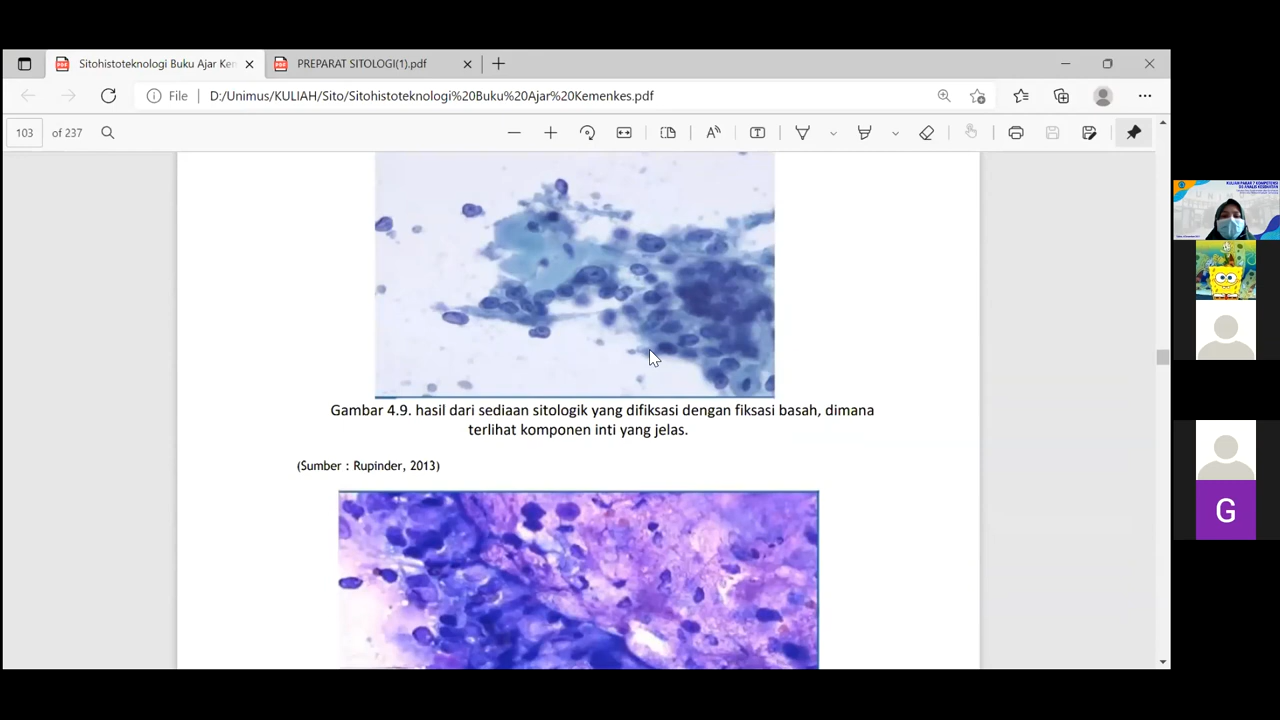 Sitohistoteknologi Buku Ajar Ken
PREPARAT SITOLOGI(1).pdf
File
D:/Unimus/KULIAH/Sito/Sitohistoteknologi%20Buku%20Ajar%20Kemenkes.pdf
103 of 237
Gambar 4.9. hasil dari sediaan sitologik yang difiksasi dengan fiksasi basah, dimana
terlihat komponen inti yang jelas.
(Sumber : Rupinder, 2013)
G